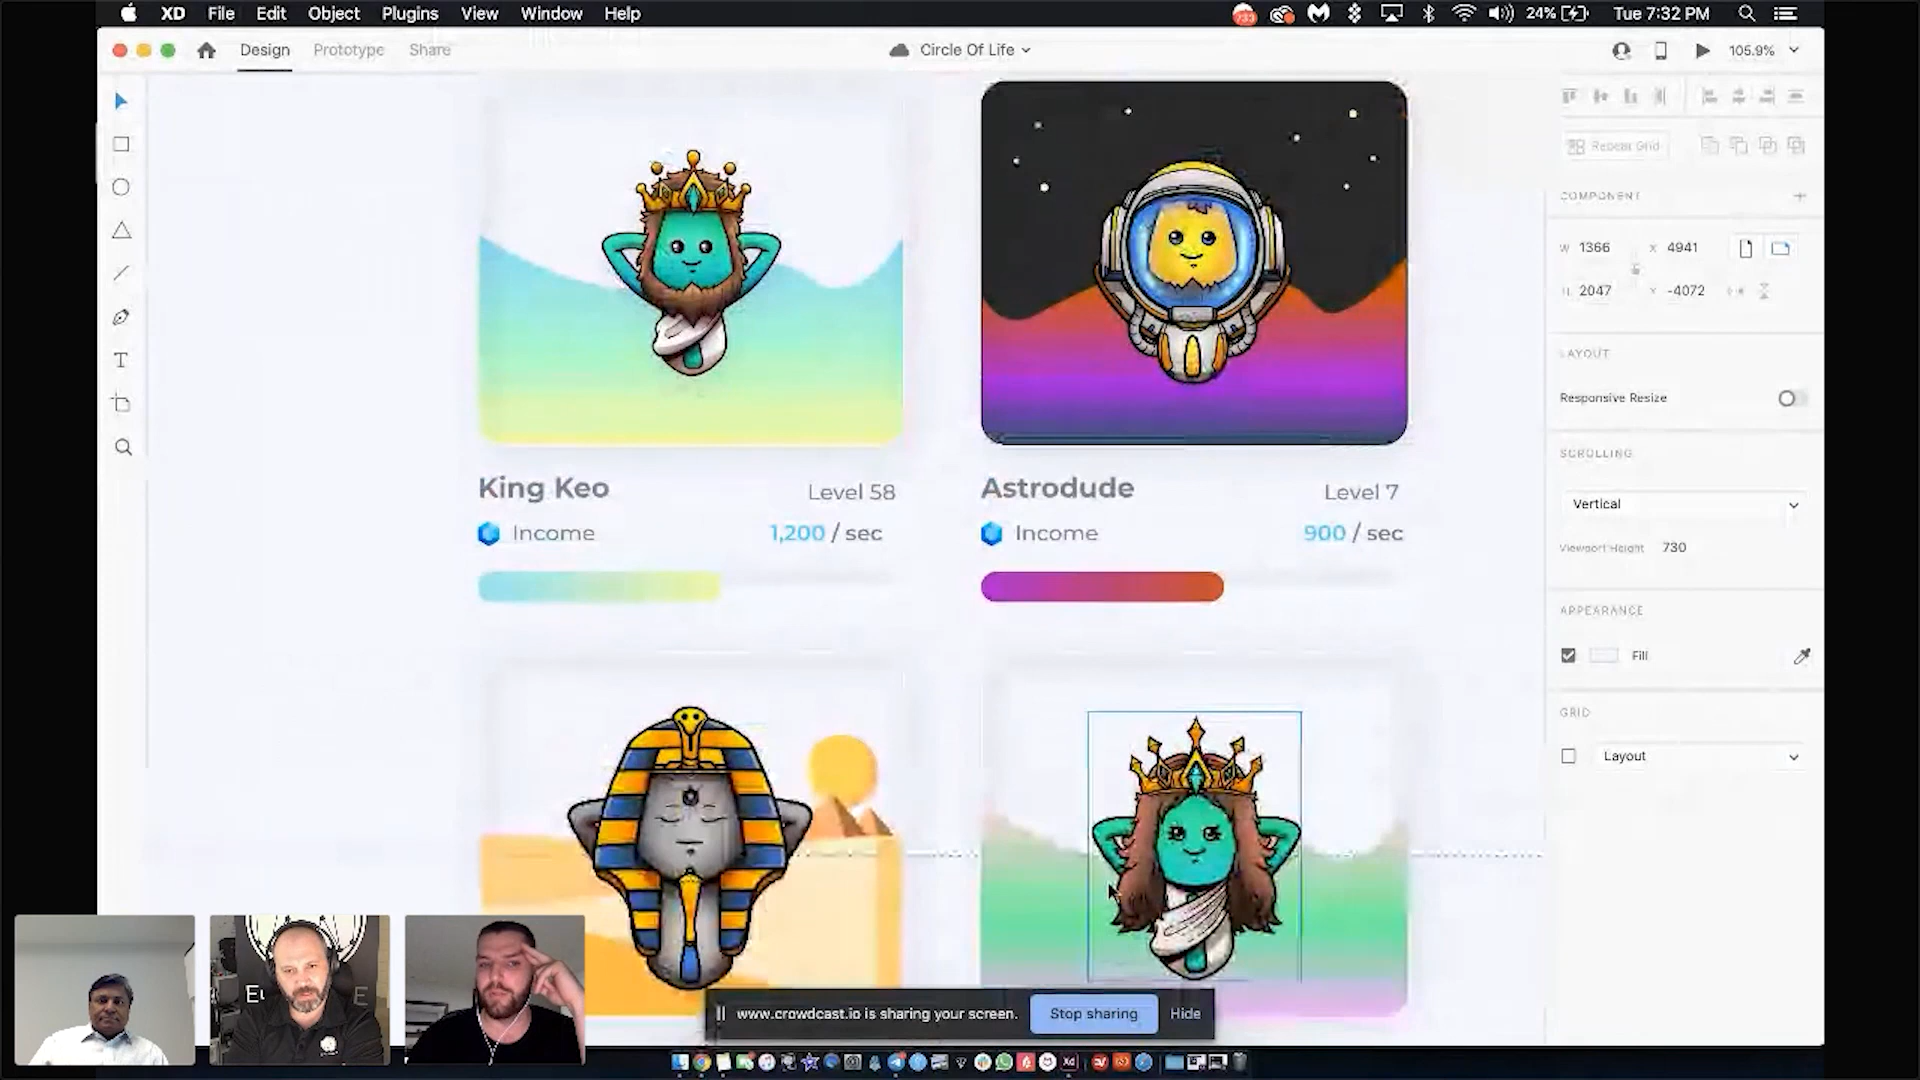 XD File Edit Object Plugins View Window Help 24% Tue 7:32 PM
Design Prototype Share Circle Of Life 105.9%
Repeat Grid
COMPONENT
W 1366 X 4941
H 2047 Y -4072
LAYOUT
Responsive Resize
SCROLLING
Vertical
Viewport Height 730
APPEARANCE
Fill
GRID
Layout
King Keo Level 58
Income 1,200 / sec
Astrodude Level 7
Income 900 / sec
www.crowdcast.io is sharing your screen. Stop sharing Hide